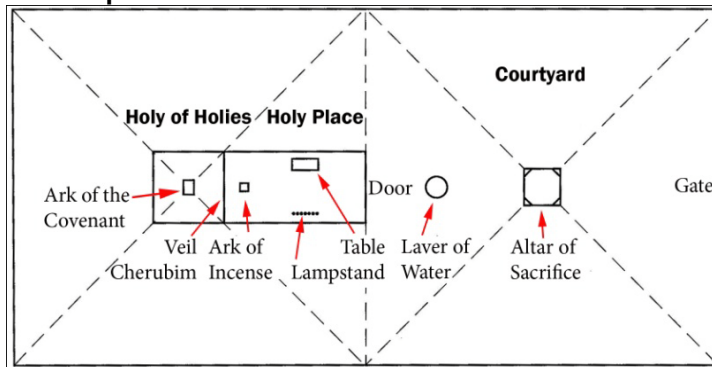 Courtyard
Holy of Holies
Holy Place
Ark of the
Covenant
Door
Gate
Veil
Cherubim
Ark of
Incense
Table
Lampstand
Laver of
Water
Altar of
Sacrifice